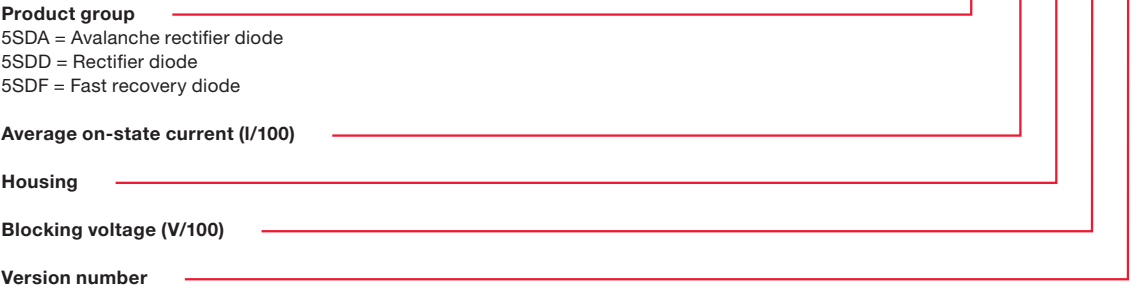 Product group
5SDA = Avalanche rectifier diode
5SDD = Rectifier diode
5SDF = Fast recovery diode
Average on-state current (I/100)
Housing
Blocking voltage (V/100)
Version number